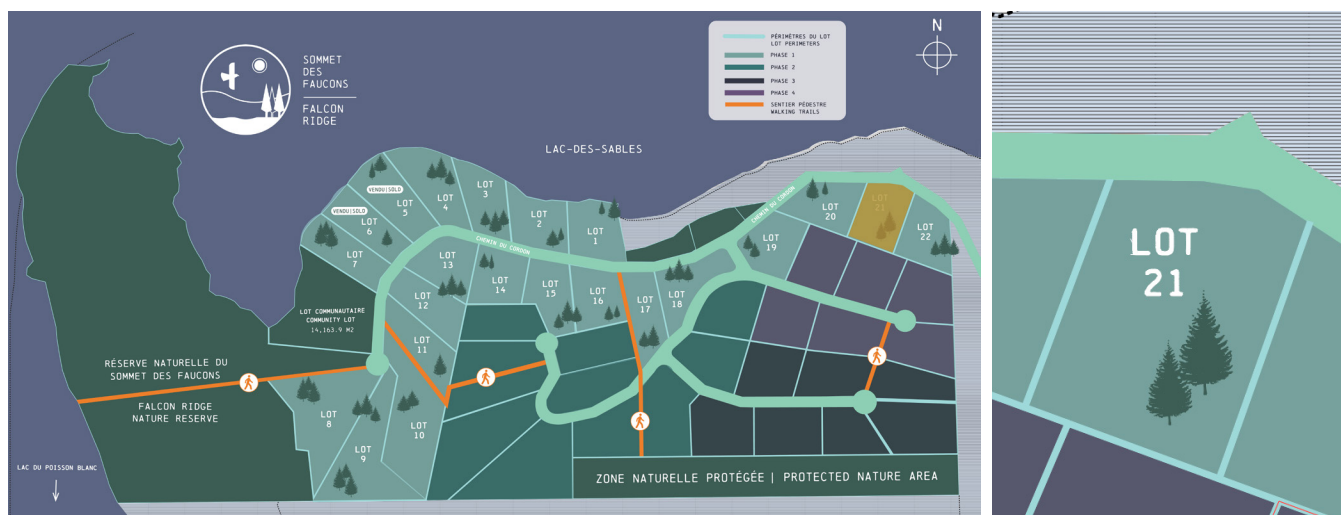 SOMMET
DES
FAUCONS
FALCON
RIDGE
PÉRIMÈTRES DU LOT
LOT PERIMETERS
PHASE 1
PHASE 2
PHASE 3
PHASE 4
SENTIER PÉDESTRE
WALKING TRAILS
N
LAC-DES-SABLES
VENDU|SOLD
LOT
5
LOT
4
LOT
3
LOT
2
LOT
1
VENDU|SOLD
LOT
6
LOT
7
CHEMIN DU CORDON
CHEMIN DU CORDON
LOT
20
LOT
21
LOT
22
LOT
19
LOT
13
LOT
14
LOT
15
LOT
16
LOT
17
LOT
18
LOT
12
LOT
11
LOT COMMUNAUTAIRE
COMMUNITY LOT
14,163.9 M2
RÉSERVE NATURELLE DU
SOMMET DES FAUCONS
FALCON RIDGE
NATURE RESERVE
LOT
8
LOT
10
LOT
9
LAC DU POISSON BLANC
ZONE NATURELLE PROTÉGÉE | PROTECTED NATURE AREA
LOT
21